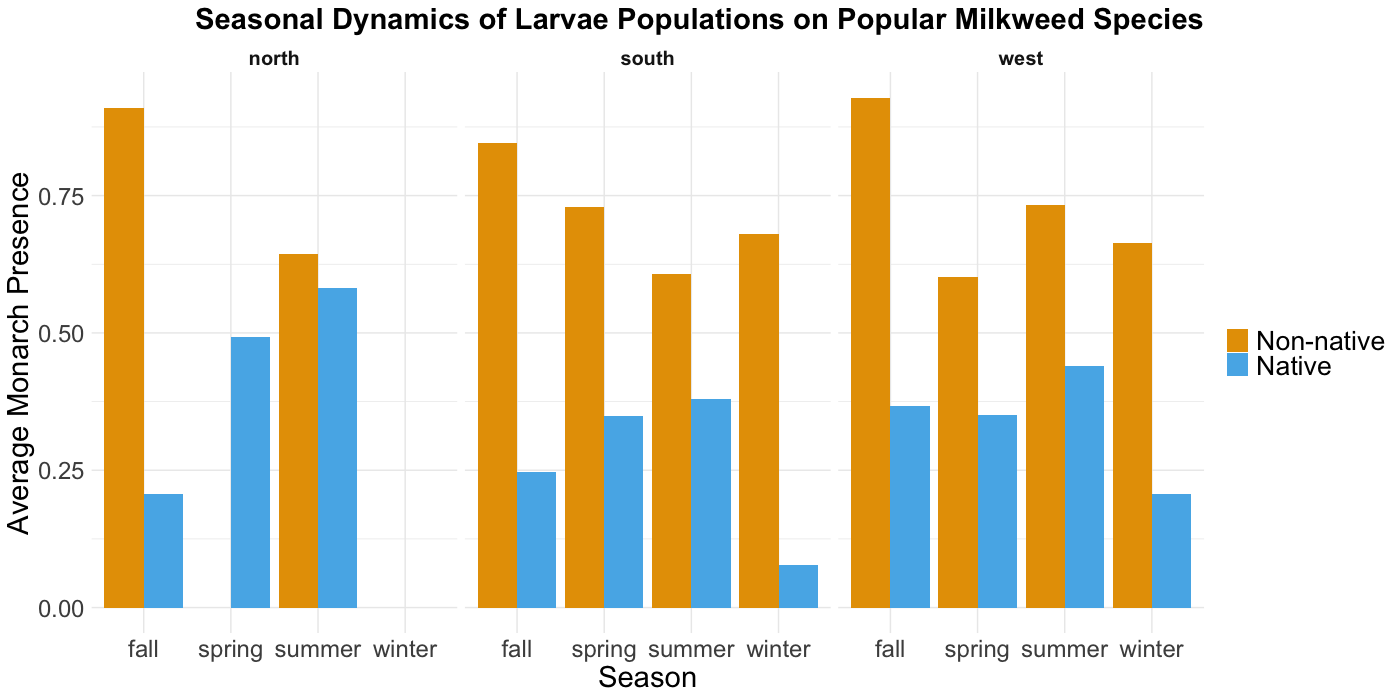 Seasonal Dynamics of Larvae Populations on Popular Milkweed Species
north south west
Average Monarch Presence
0.75
0.50
0.25
0.00
Non-native
Native
fall spring summer winter fall spring summer winter fall spring summer winter
Season